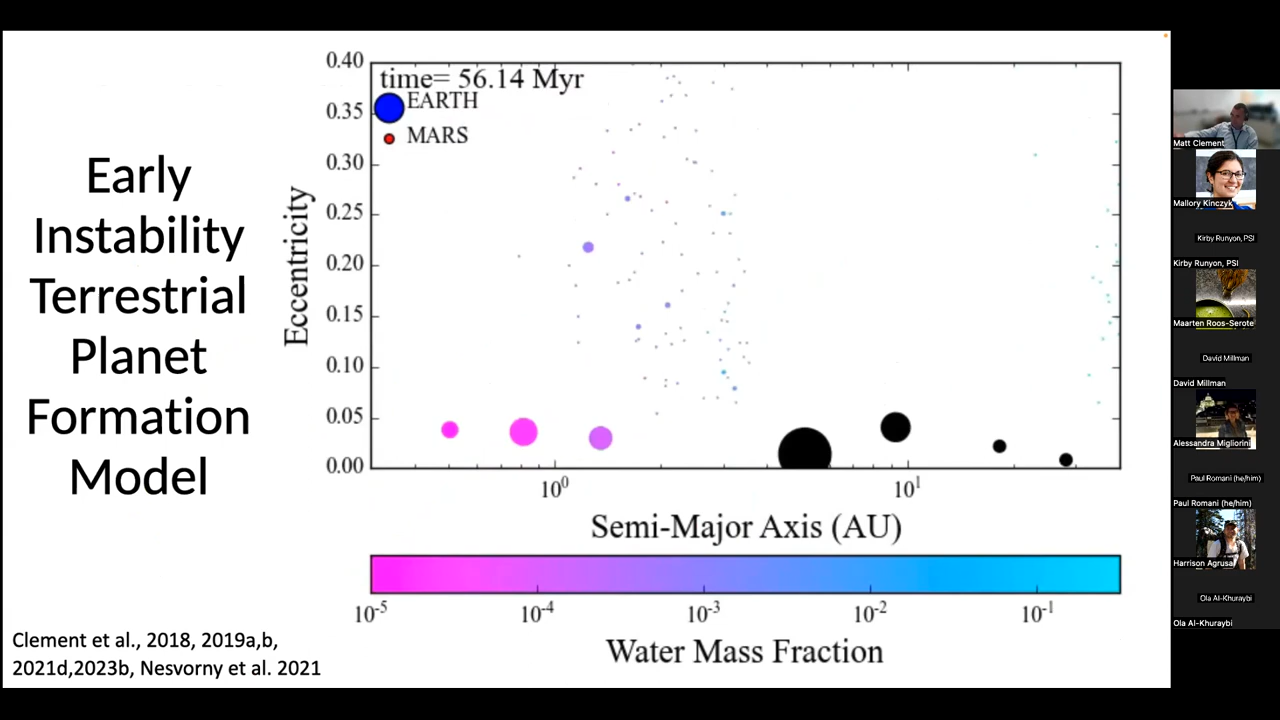 Early
Instability
Terrestrial
Planet
Formation
Model
Clement et al., 2018, 2019a,b,
2021d,2023b, Nesvorny et al. 2021
time= 56.14 Myr
EARTH
MARS
Eccentricity
0.40
0.35
0.30
0.25
0.20
0.15
0.10
0.05
0.00
10⁰
10¹
Semi-Major Axis (AU)
10⁻⁵
10⁻⁴
10⁻³
10⁻²
10⁻¹
Water Mass Fraction
Matt Clement
Mallory Kinczyk
Kirby Runyon, PSI
Kirby Runyon, PSI
Maarten Roos-Serote
David Millman
David Millman
Alessandra Migliorini
Paul Romani (he/him)
Paul Romani (he/him)
Harrison Agrusa
Ola Al-Khuraybi
Ola Al-Khuraybi